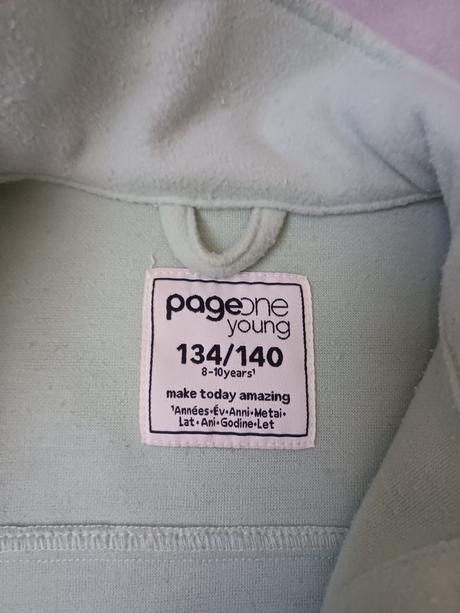 pageone
young
134/140
8-10years¹
make today amazing
¹Années•Év•Anni•Metai•
Lat•Ani•Godine•Let